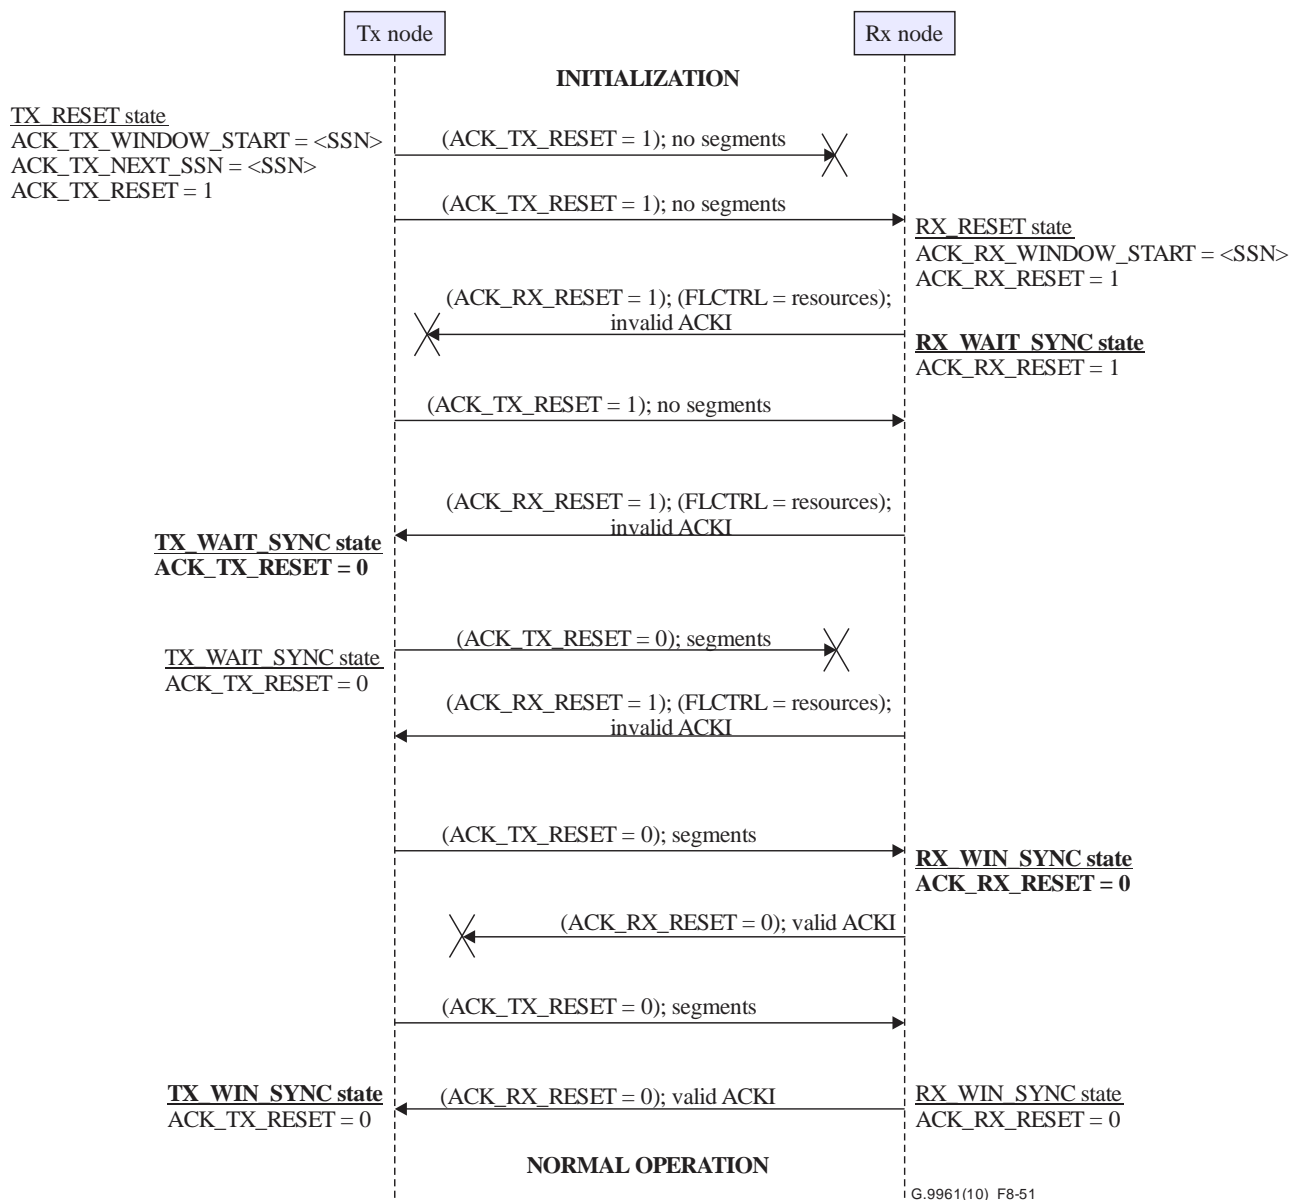 Tx node
Rx node
INITIALIZATION
TX_RESET state
ACK_TX_WINDOW_START = <SSN>
ACK_TX_NEXT_SSN = <SSN>
ACK_TX_RESET = 1
(ACK_TX_RESET = 1); no segments
(ACK_TX_RESET = 1); no segments
RX_RESET state
ACK_RX_WINDOW_START = <SSN>
ACK_RX_RESET = 1
(ACK_RX_RESET = 1); (FLCTRL = resources);
invalid ACKI
RX_WAIT_SYNC state
ACK_RX_RESET = 1
(ACK_TX_RESET = 1); no segments
(ACK_RX_RESET = 1); (FLCTRL = resources);
invalid ACKI
TX_WAIT_SYNC state
ACK_TX_RESET = 0
(ACK_TX_RESET = 0); segments
TX_WAIT_SYNC state
ACK_TX_RESET = 0
(ACK_RX_RESET = 1); (FLCTRL = resources);
invalid ACKI
(ACK_TX_RESET = 0); segments
RX_WIN_SYNC state
ACK_RX_RESET = 0
(ACK_RX_RESET = 0); valid ACKI
(ACK_TX_RESET = 0); segments
TX_WIN_SYNC state
ACK_TX_RESET = 0
(ACK_RX_RESET = 0); valid ACKI
RX_WIN_SYNC state
ACK_RX_RESET = 0
NORMAL OPERATION
G.9961(10)_F8-51